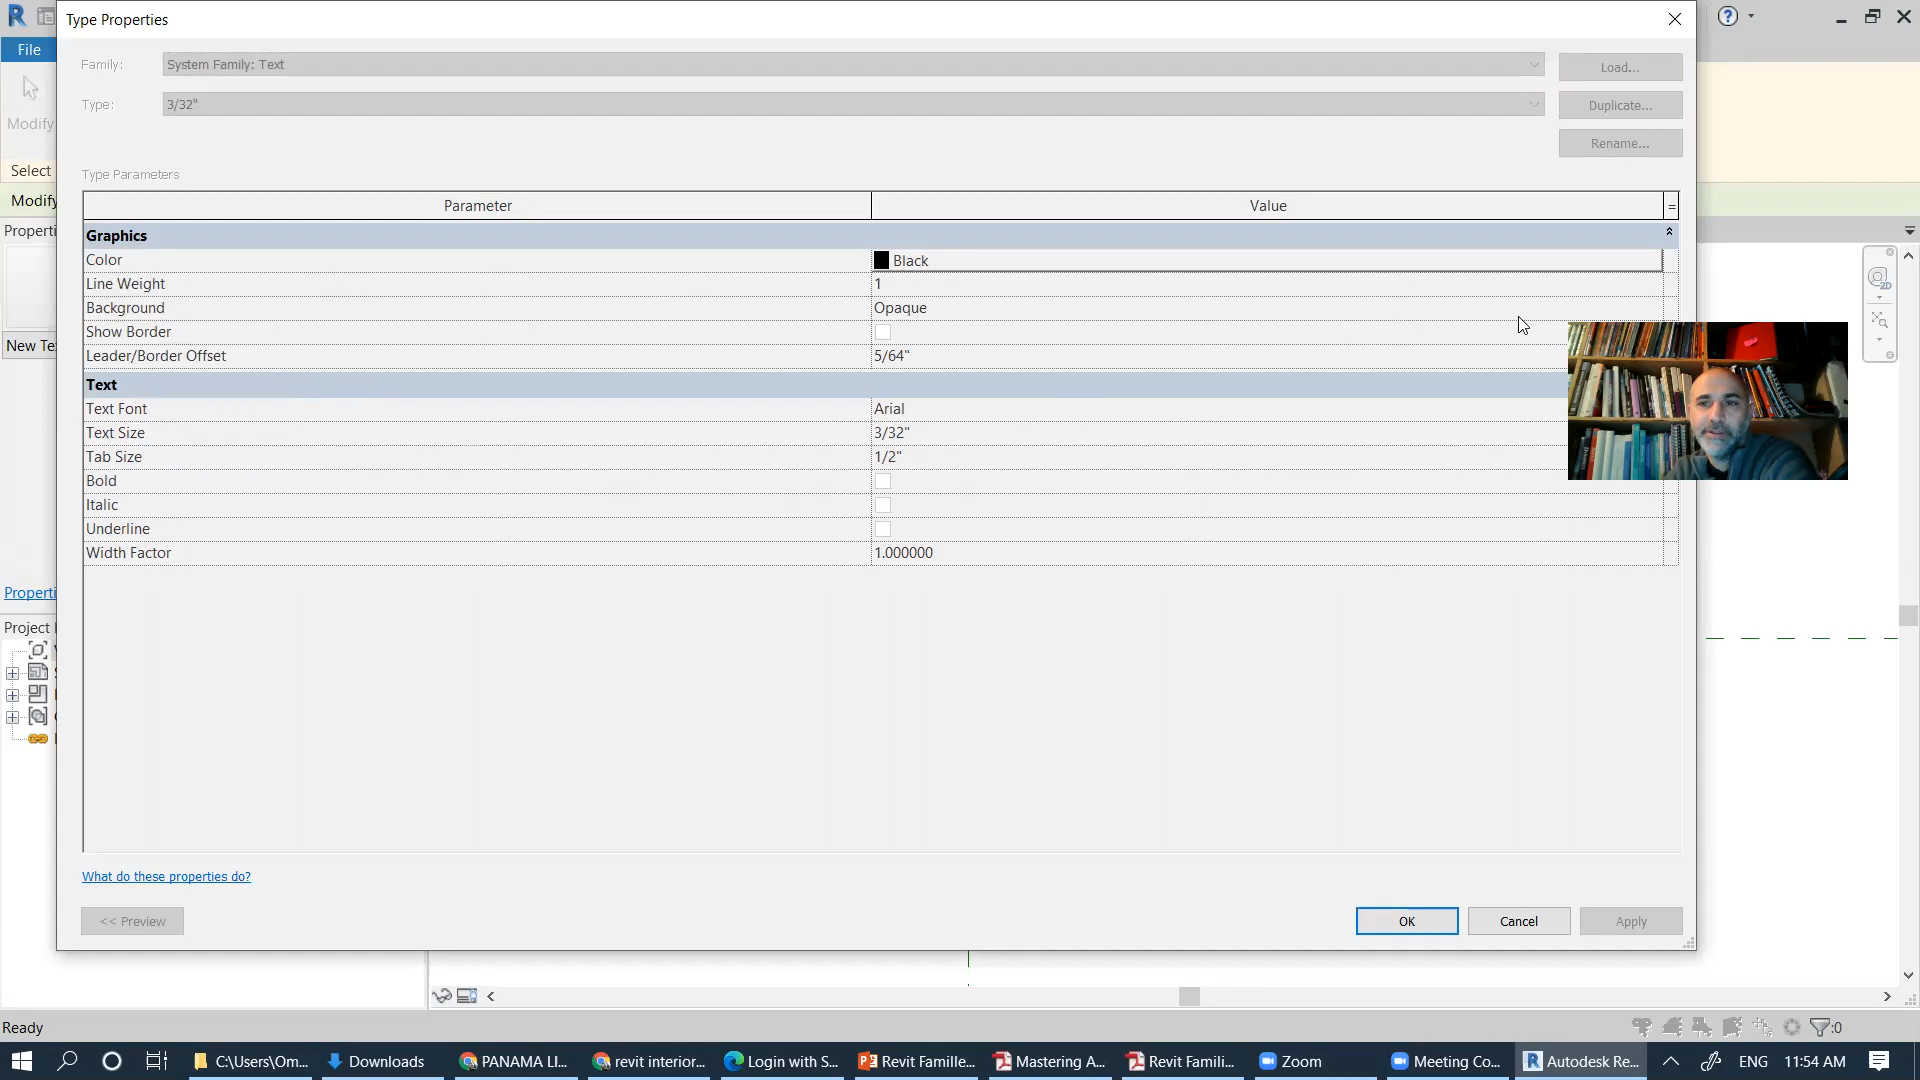 Type Properties
File
Family: System Family: Text Load...
Modify Type: 3/32" Duplicate...
Rename...
Select Type Parameters
Modify Parameter Value =
Graphics
Color Black
Line Weight 1
Background Opaque
Show Border
Leader/Border Offset 5/64"
Text
Text Font Arial
Text Size 3/32"
Tab Size 1/2"
Bold
Italic
Underline
Width Factor 1.000000
What do these properties do?
<< Preview OK Cancel Apply
Properti
New Te
Properti
Project
2D
Ready :0
C:\Users\Om... Downloads PANAMA LI... revit interior... Login with S... Revit Famille... Mastering A... Revit Famili... Zoom Meeting Co... Autodesk Re... ENG 11:54 AM